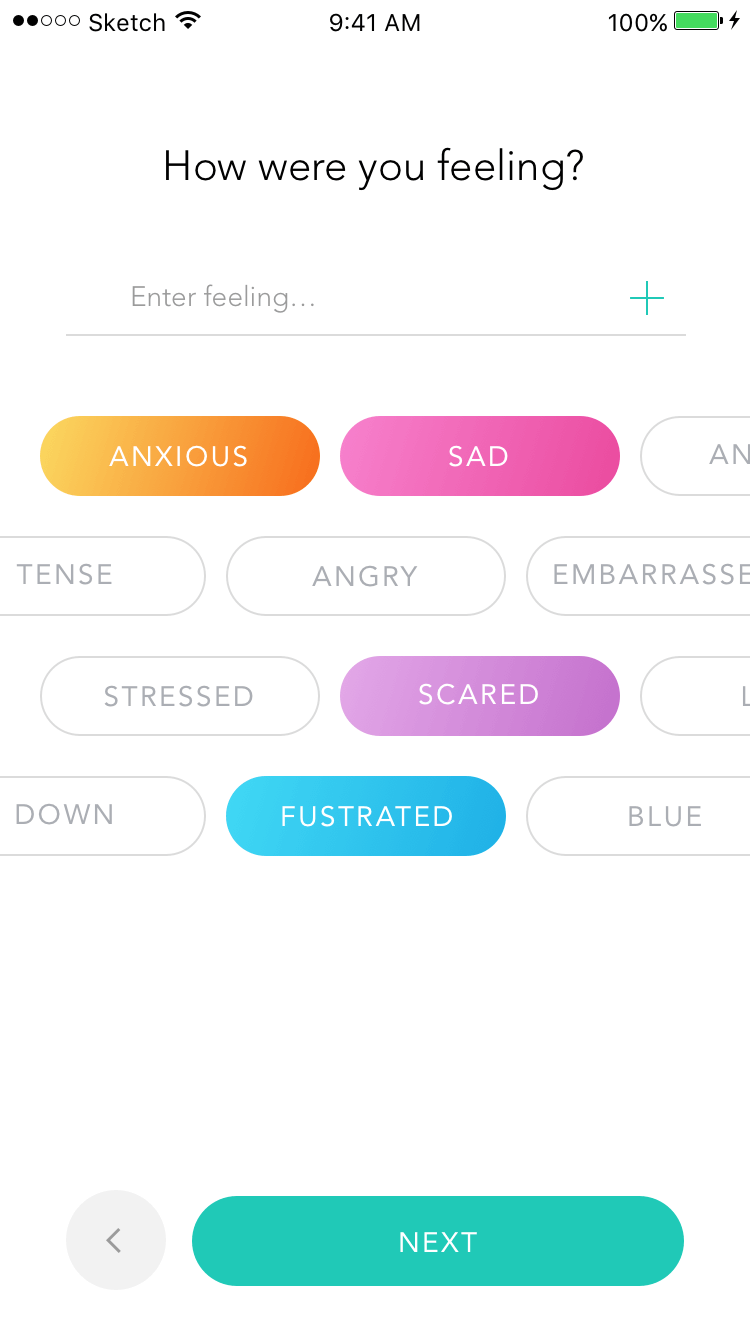 Sketch 9:41 AM 100%
How were you feeling?
Enter feeling...
ANXIOUS SAD AN
TENSE ANGRY EMBARRASSE
STRESSED SCARED L
DOWN FUSTRATED BLUE
NEXT